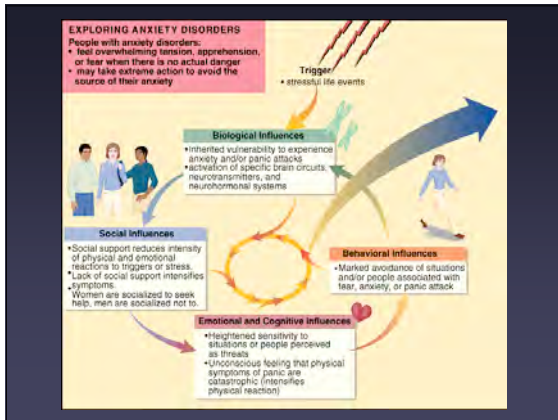 EXPLORING ANXIETY DISORDERS
People with anxiety disorders:
• feel overwhelming tension, apprehension,
or fear when there is no actual danger
• may take extreme action to avoid the
source of their anxiety
Trigger
• stressful life events
Biological Influences
•Inherited vulnerability to experience
anxiety and/or panic attacks
•activation of specific brain circuits,
neurotransmitters, and
neurohormonal systems
Social Influences
•Social support reduces intensity
of physical and emotional
reactions to triggers or stress.
•Lack of social support intensifies
symptoms.
•Women are socialized to seek
help, men are socialized not to.
Behavioral Influences
•Marked avoidance of situations
and/or people associated with
fear, anxiety, or panic attack
Emotional and Cognitive Influences
•Heightened sensitivity to
situations or people perceived
as threats
•Unconscious feeling that physical
symptoms of panic are
catastrophic (intensifies
physical reaction)